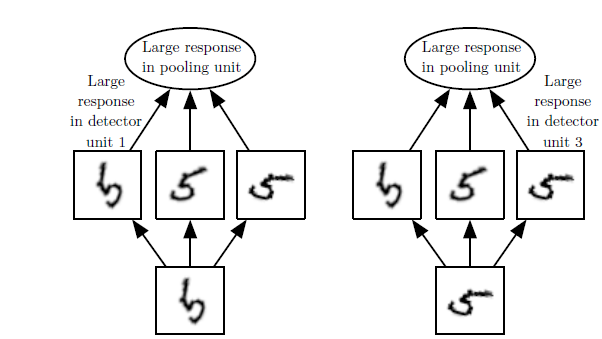 Large response
in pooling unit
Large
response
in detector
unit 1
5
5
5
5
Large response
in pooling unit
Large
response
in detector
unit 3
5
5
5
5